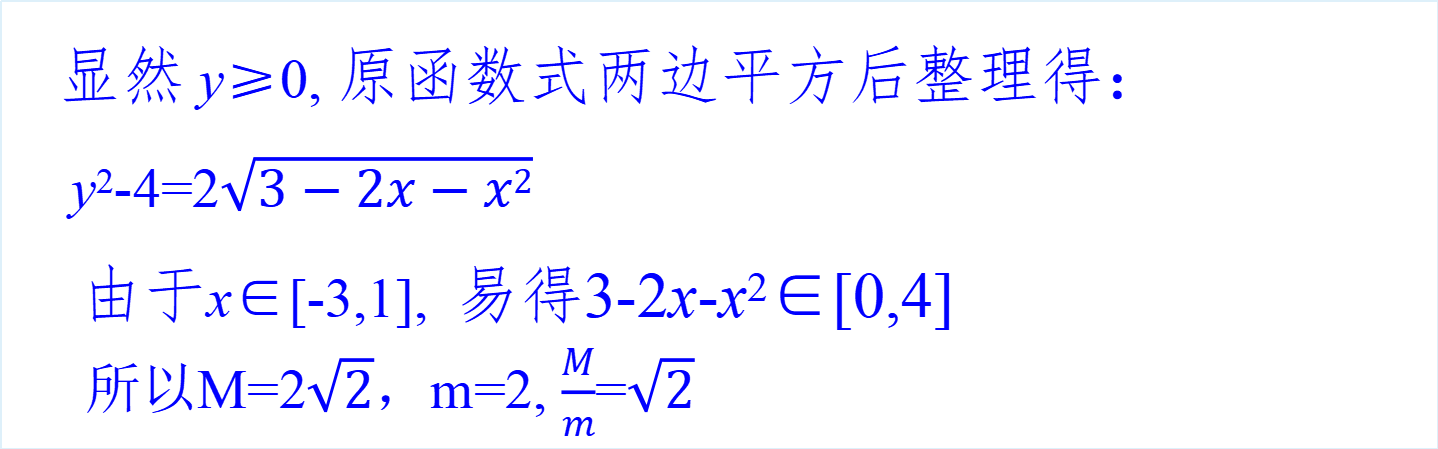 显然 y⩾0, 原函数式两边平方后整理得：
y²-4=2√(3 − 2x − x²)
由于x∈[-3,1], 易得3-2x-x²∈[0,4]
所以M=2√2，m=2, M/m=√2